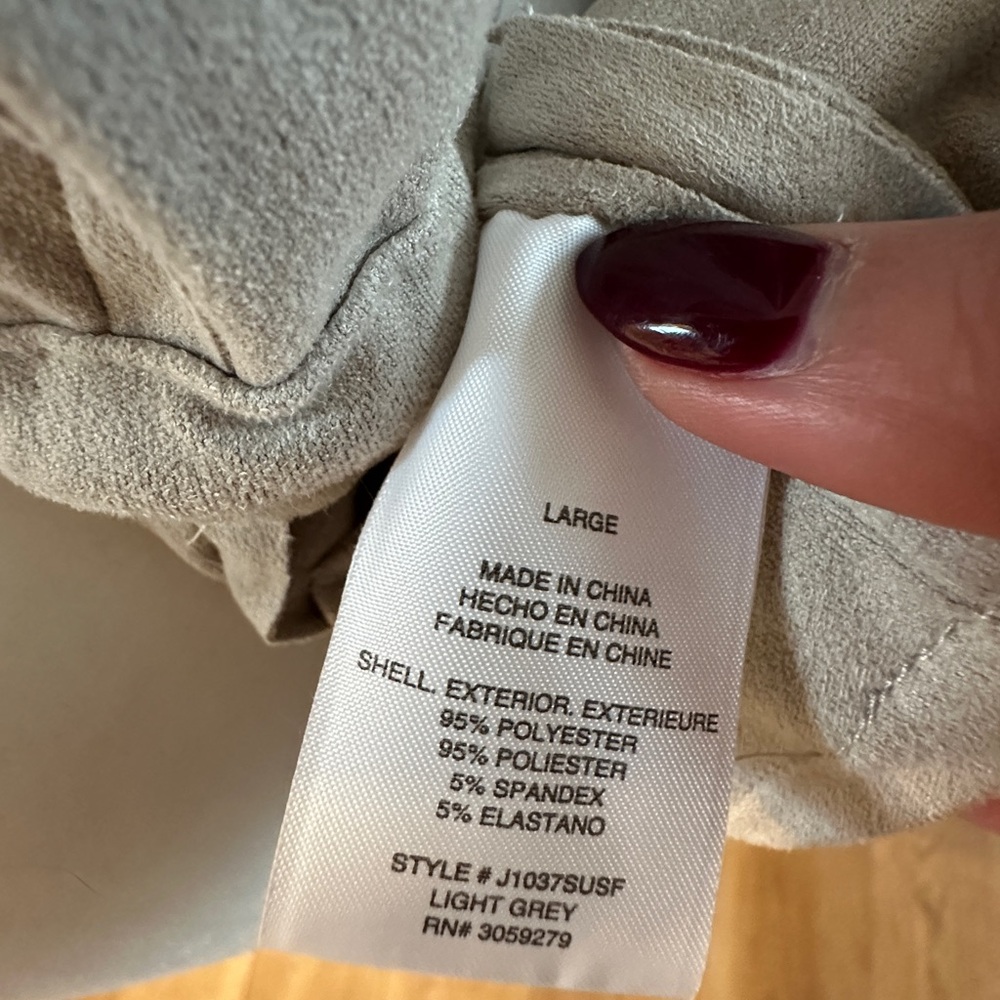 LARGE
MADE IN CHINA
HECHO EN CHINA
FABRIQUE EN CHINE
SHELL. EXTERIOR. EXTERIEURE
95% POLYESTER
95% POLIESTER
5% SPANDEX
5% ELASTANO
STYLE # J1037SUSF
LIGHT GREY
RN# 3059279